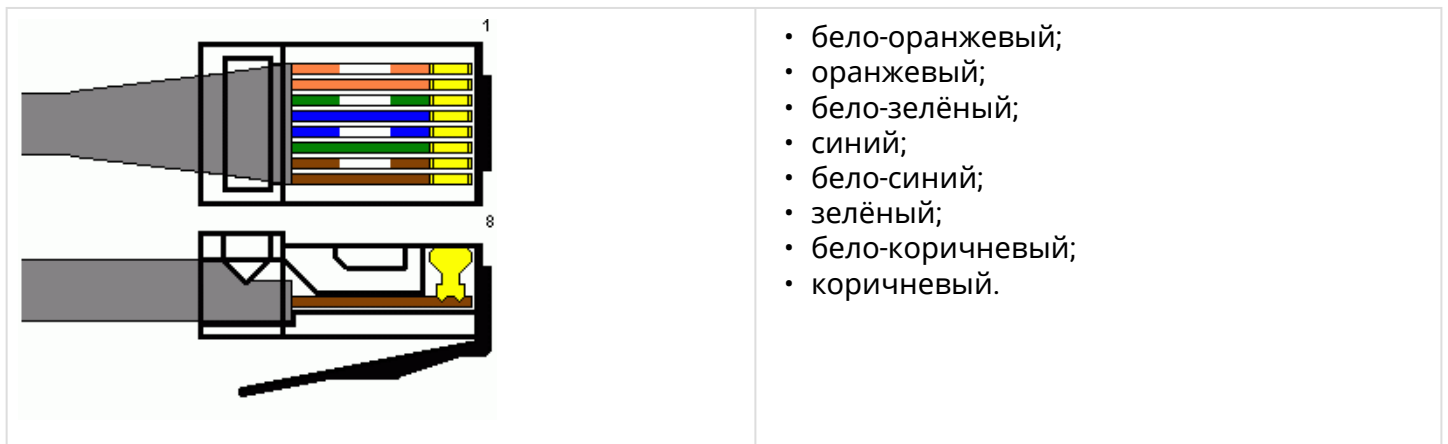 1
8
• бело-оранжевый;
• оранжевый;
• бело-зелёный;
• синий;
• бело-синий;
• зелёный;
• бело-коричневый;
• коричневый.